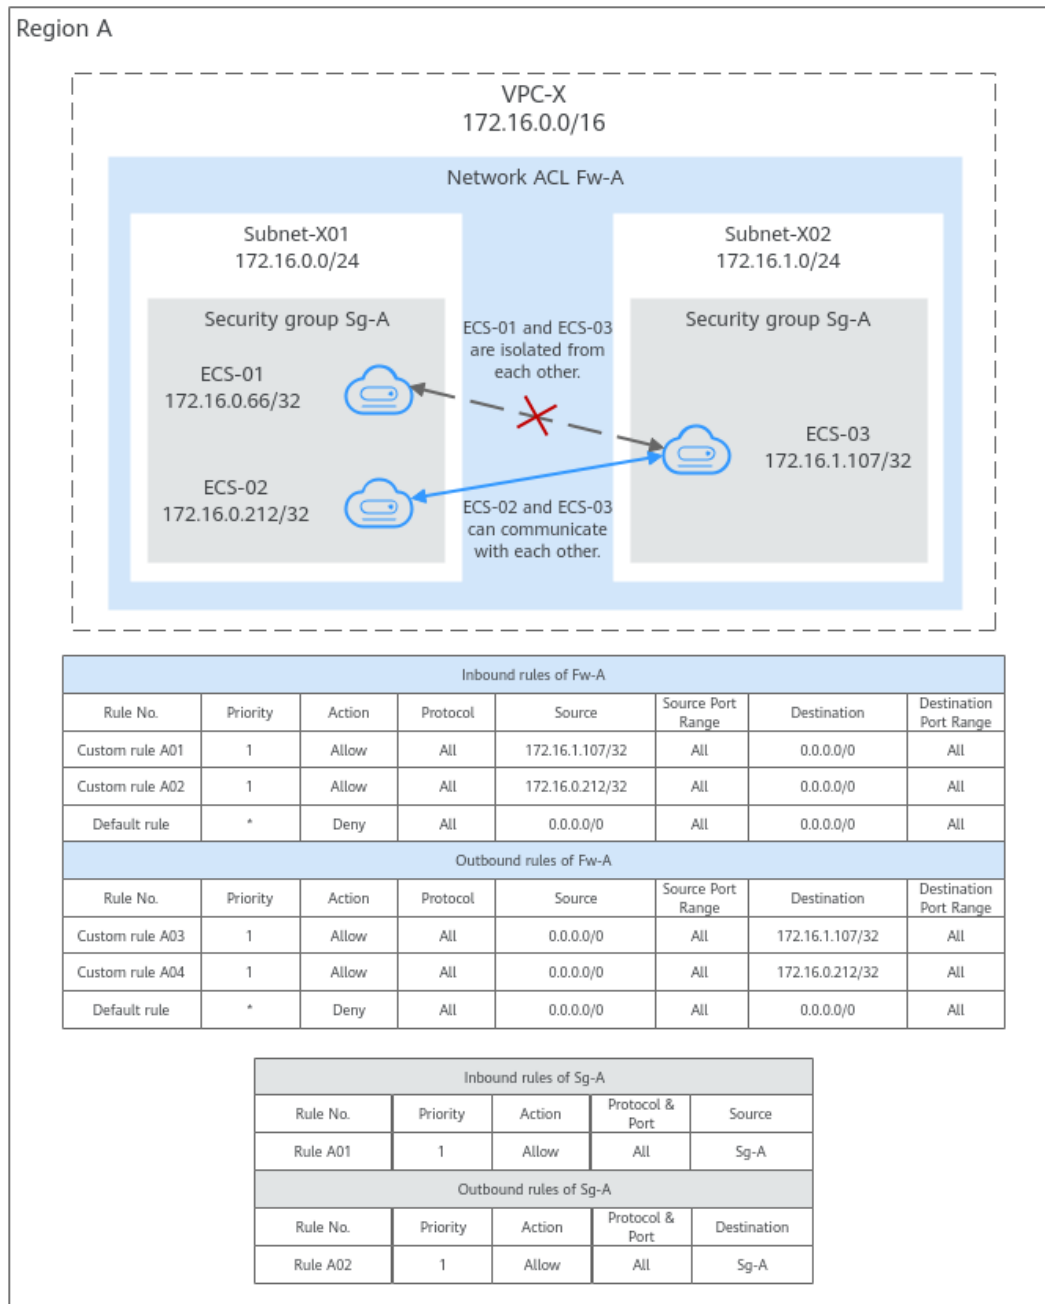 Region A
VPC-X
172.16.0.0/16
Network ACL Fw-A
Subnet-X01
172.16.0.0/24
Subnet-X02
172.16.1.0/24
Security group Sg-A
Security group Sg-A
ECS-01 and ECS-03
are isolated from
each other.
ECS-01
172.16.0.66/32
ECS-03
172.16.1.107/32
ECS-02
172.16.0.212/32
ECS-02 and ECS-03
can communicate
with each other.
Inbound rules of Fw-A
Rule No. Priority Action Protocol Source Source Port Range Destination Destination Port Range
Custom rule A01 1 Allow All 172.16.1.107/32 All 0.0.0.0/0 All
Custom rule A02 1 Allow All 172.16.0.212/32 All 0.0.0.0/0 All
Default rule * Deny All 0.0.0.0/0 All 0.0.0.0/0 All
Outbound rules of Fw-A
Rule No. Priority Action Protocol Source Source Port Range Destination Destination Port Range
Custom rule A03 1 Allow All 0.0.0.0/0 All 172.16.1.107/32 All
Custom rule A04 1 Allow All 0.0.0.0/0 All 172.16.0.212/32 All
Default rule * Deny All 0.0.0.0/0 All 0.0.0.0/0 All
Inbound rules of Sg-A
Rule No. Priority Action Protocol & Port Source
Rule A01 1 Allow All Sg-A
Outbound rules of Sg-A
Rule No. Priority Action Protocol & Port Destination
Rule A02 1 Allow All Sg-A